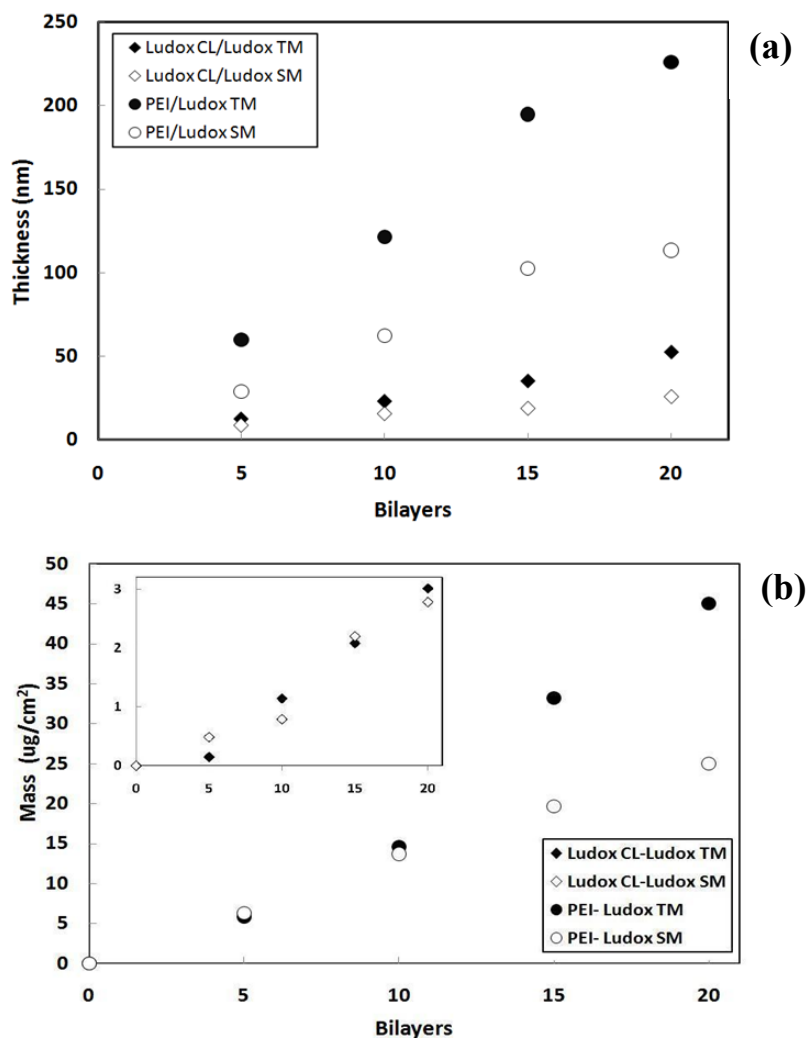 (a)
250
200
150
100
50
0
Thickness (nm)
Ludox CL/Ludox TM
Ludox CL/Ludox SM
PEI/Ludox TM
PEI/Ludox SM
0 5 10 15 20
Bilayers
(b)
50
45
40
35
30
25
20
15
10
5
0
Mass (ug/cm²)
3
2
1
0
0 5 10 15 20
Ludox CL-Ludox TM
Ludox CL-Ludox SM
PEI- Ludox TM
PEI- Ludox SM
0 5 10 15 20
Bilayers